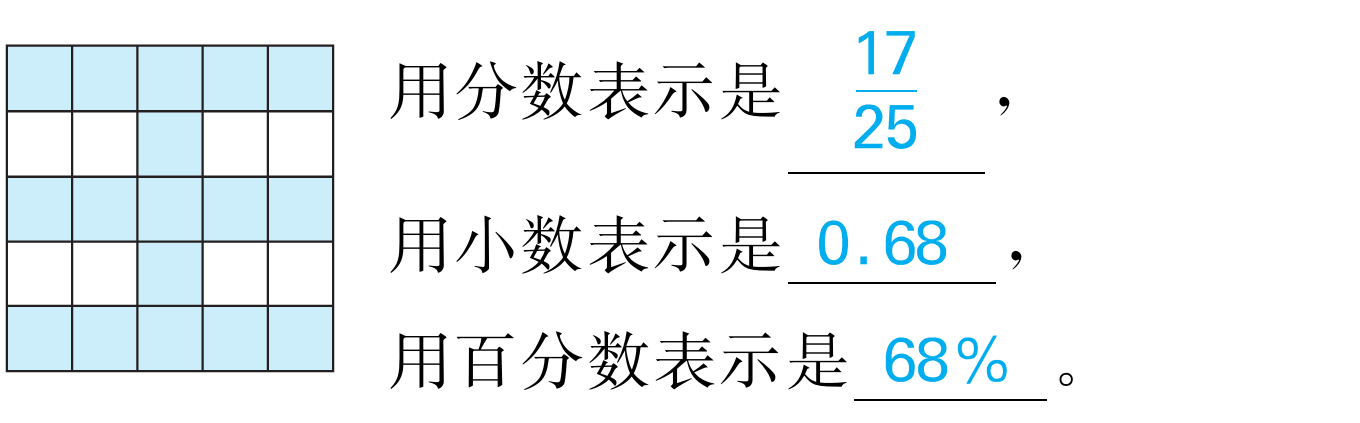 用分数表示是 17/25 ，
用小数表示是 0.68 ，
用百分数表示是 68% 。